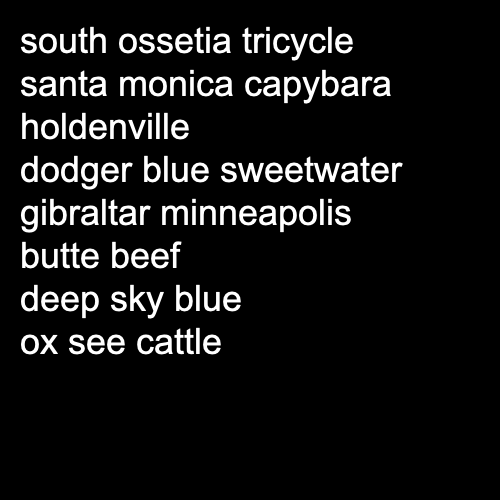 south ossetia tricycle
santa monica capybara
holdenville
dodger blue sweetwater
gibraltar minneapolis
butte beef
deep sky blue
ox see cattle